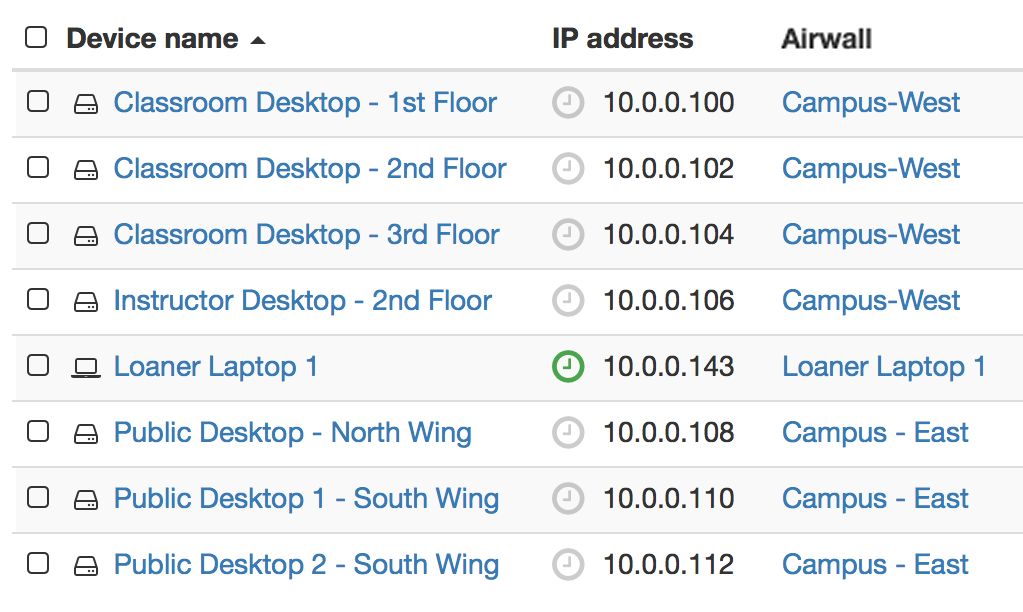 Device name IP address Airwall
Classroom Desktop - 1st Floor 10.0.0.100 Campus-West
Classroom Desktop - 2nd Floor 10.0.0.102 Campus-West
Classroom Desktop - 3rd Floor 10.0.0.104 Campus-West
Instructor Desktop - 2nd Floor 10.0.0.106 Campus-West
Loaner Laptop 1 10.0.0.143 Loaner Laptop 1
Public Desktop - North Wing 10.0.0.108 Campus - East
Public Desktop 1 - South Wing 10.0.0.110 Campus - East
Public Desktop 2 - South Wing 10.0.0.112 Campus - East